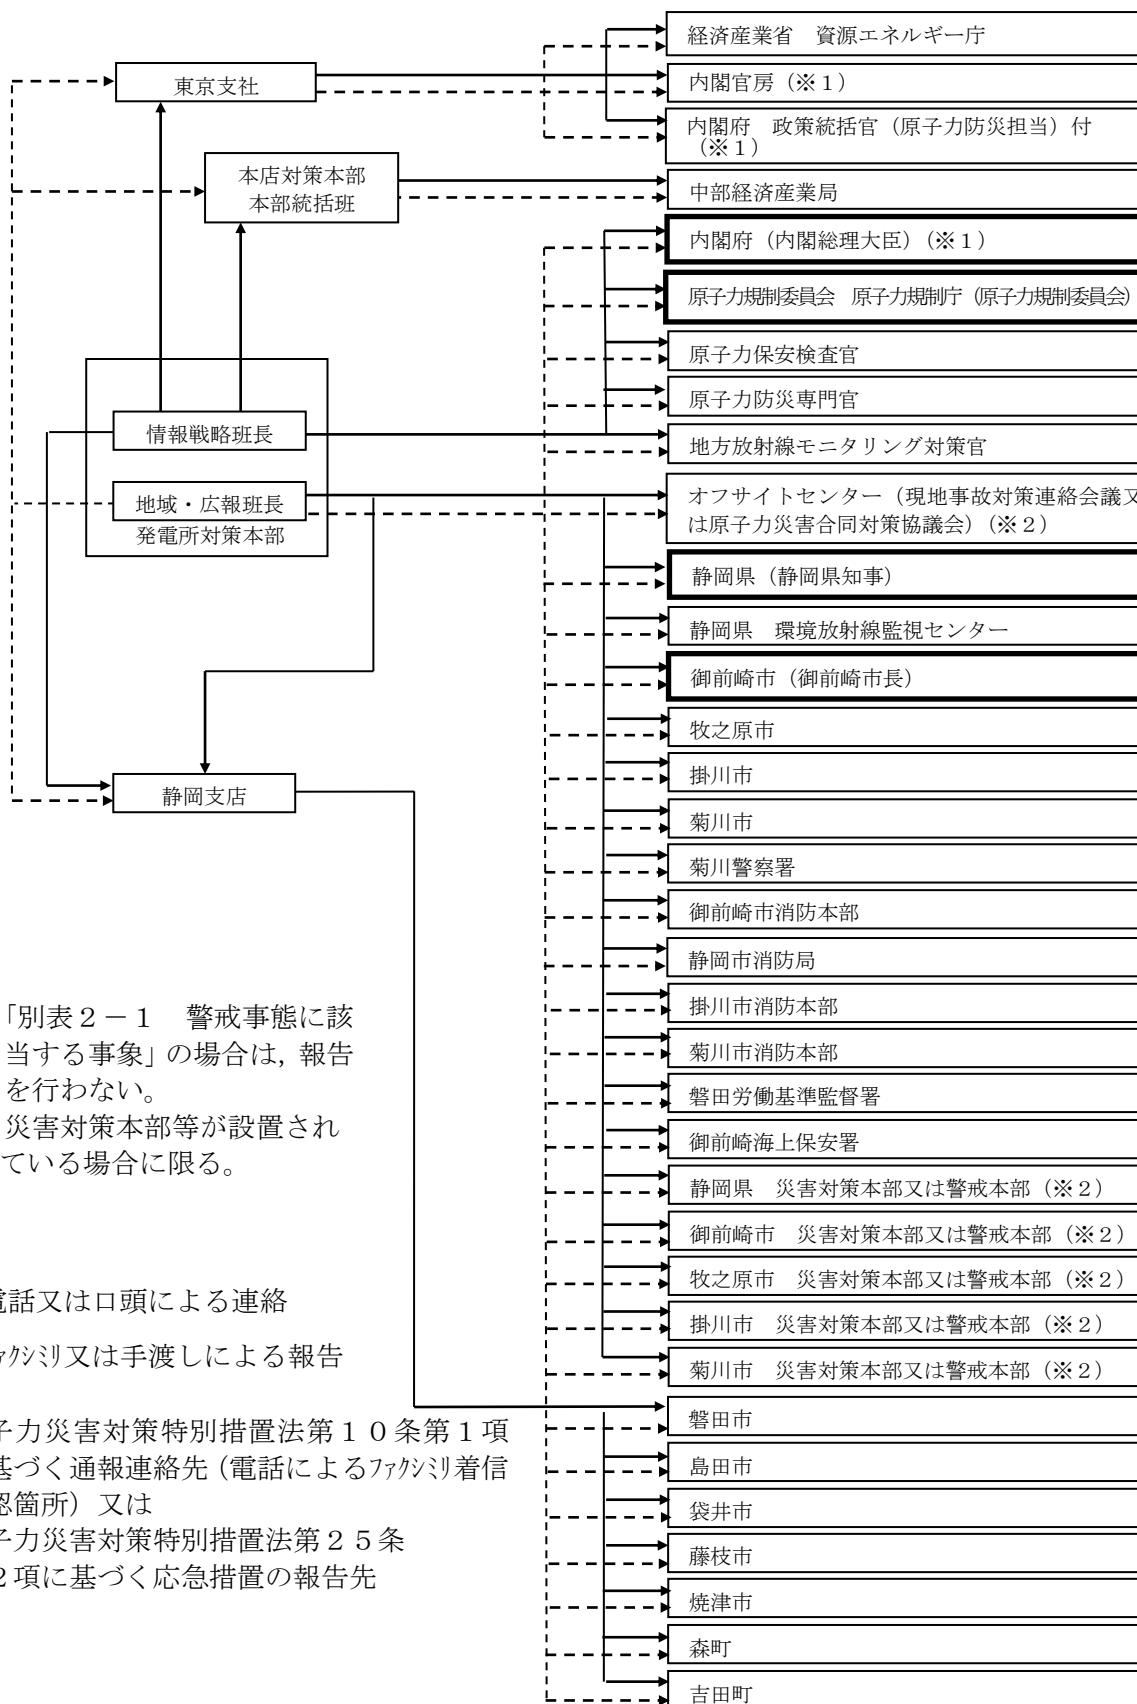 経済産業省　資源エネルギー庁
東京支社
内閣官房（※１）
内閣府　政策統括官（原子力防災担当）付
（※１）
本店対策本部
本部統括班
中部経済産業局
内閣府（内閣総理大臣）（※１）
原子力規制委員会　原子力規制庁（原子力規制委員会）
原子力保安検査官
原子力防災専門官
情報戦略班長
地方放射線モニタリング対策官
地域・広報班長
発電所対策本部
オフサイトセンター（現地事故対策連絡会議又
は原子力災害合同対策協議会）（※２）
静岡県（静岡県知事）
静岡県　環境放射線監視センター
御前崎市（御前崎市長）
牧之原市
掛川市
静岡支店
菊川市
菊川警察署
御前崎市消防本部
静岡市消防局
掛川市消防本部
菊川市消防本部
磐田労働基準監督署
御前崎海上保安署
静岡県　災害対策本部又は警戒本部（※２）
御前崎市　災害対策本部又は警戒本部（※２）
牧之原市　災害対策本部又は警戒本部（※２）
掛川市　災害対策本部又は警戒本部（※２）
菊川市　災害対策本部又は警戒本部（※２）
磐田市
島田市
袋井市
藤枝市
焼津市
森町
吉田町
「別表２－１　警戒事態に該
当する事象」の場合は，報告
を行わない。
災害対策本部等が設置され
ている場合に限る。
電話又は口頭による連絡
ｧｸｼﾐﾘ又は手渡しによる報告
子力災害対策特別措置法第１０条第１項
基づく通報連絡先（電話によるﾌｧｸｼﾐﾘ着信
認箇所）又は
子力災害対策特別措置法第２５条
２項に基づく応急措置の報告先